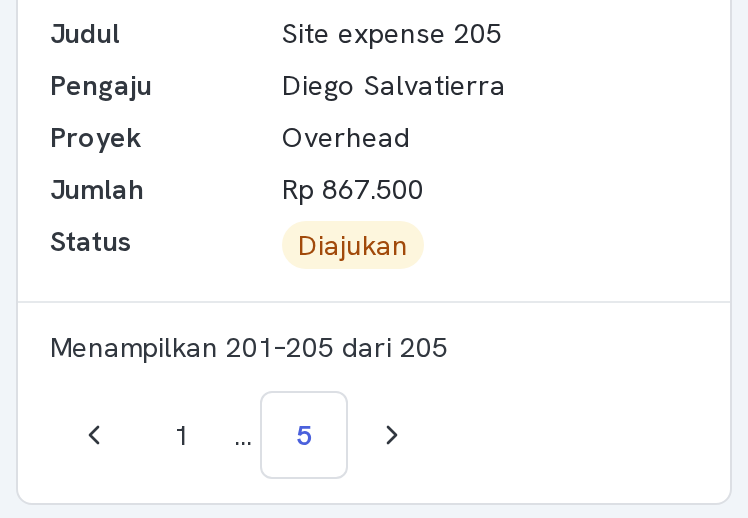 Judul Site expense 205
Pengaju Diego Salvatierra
Proyek Overhead
Jumlah Rp 867.500
Status Diajukan
Menampilkan 201–205 dari 205
1 ... 5